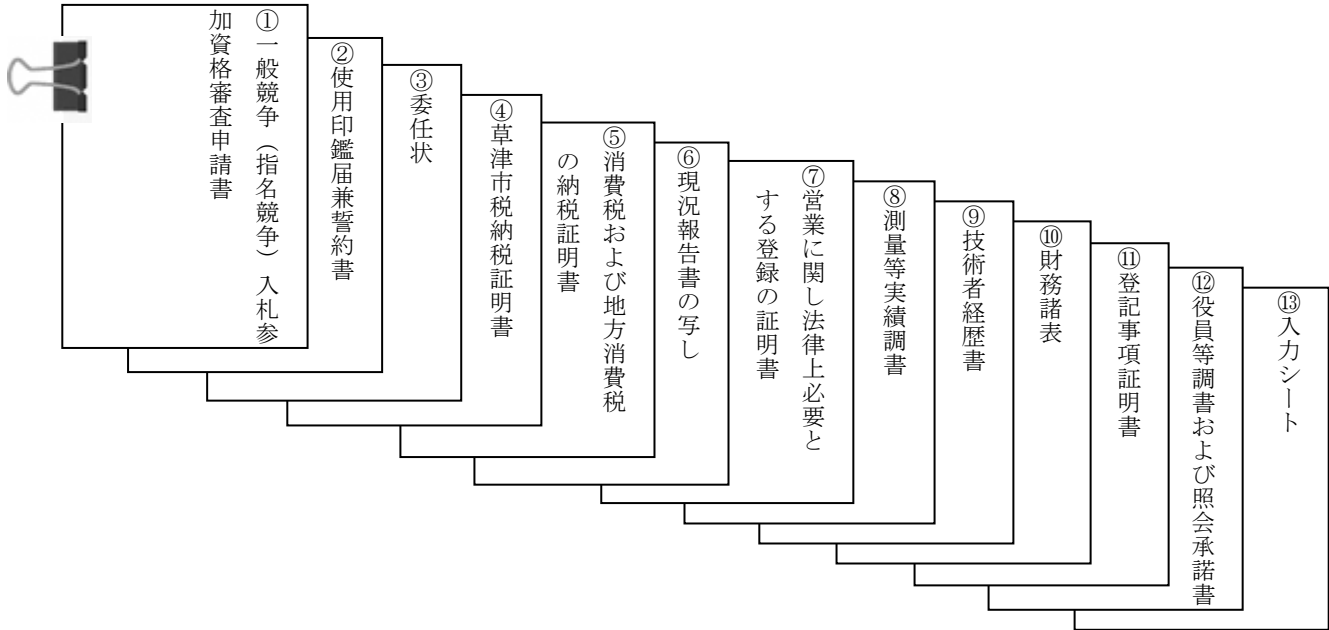 ①一般競争（指名競争）入札参
加資格審査申請書
②使用印鑑届兼誓約書
③委任状
④草津市税納税証明書
⑤消費税および地方消費税
の納税証明書
⑥現況報告書の写し
⑦営業に関し法律上必要と
する登録の証明書
⑧測量等実績調書
⑨技術者経歴書
⑩財務諸表
⑪登記事項証明書
⑫役員等調書および照会承諾書
⑬入力シート